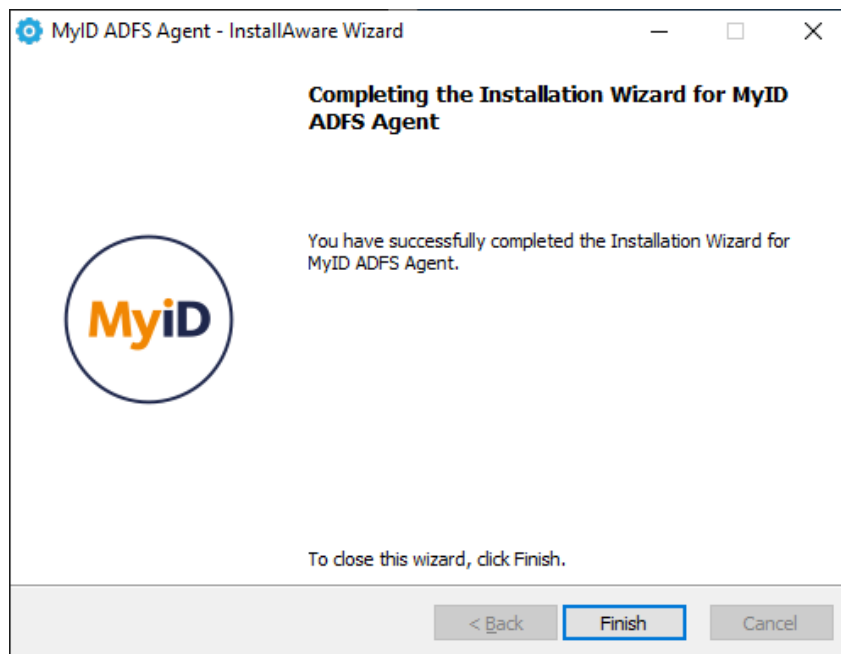 MyID ADFS Agent - InstallAware Wizard
Completing the Installation Wizard for MyID
ADFS Agent
You have successfully completed the Installation Wizard for
MyID ADFS Agent.
MyiD
To close this wizard, click Finish.
< Back
Finish
Cancel